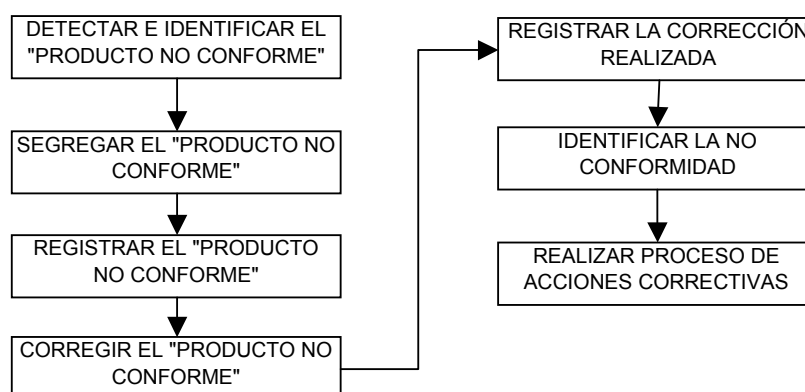 DETECTAR E IDENTIFICAR EL
"PRODUCTO NO CONFORME"
SEGREGAR EL "PRODUCTO NO
CONFORME"
REGISTRAR EL "PRODUCTO
NO CONFORME"
CORREGIR EL "PRODUCTO NO
CONFORME"
REGISTRAR LA CORRECCIÓN
REALIZADA
IDENTIFICAR LA NO
CONFORMIDAD
REALIZAR PROCESO DE
ACCIONES CORRECTIVAS